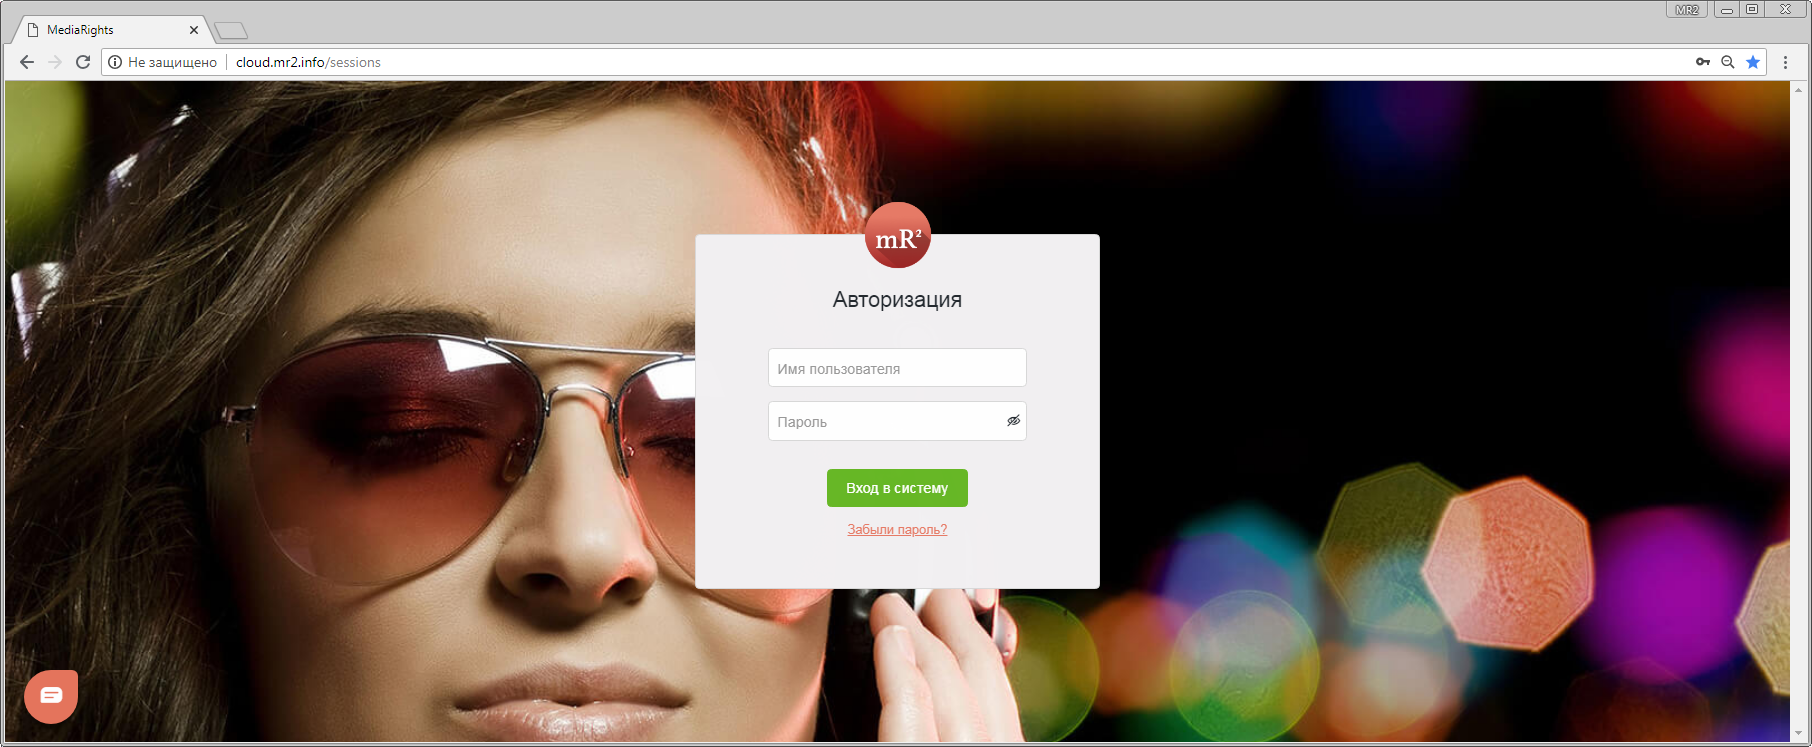 MR2
MediaRights
Не защищено cloud.mr2.info/sessions
mR²
Авторизация
Имя пользователя
Пароль
Вход в систему
Забыли пароль?